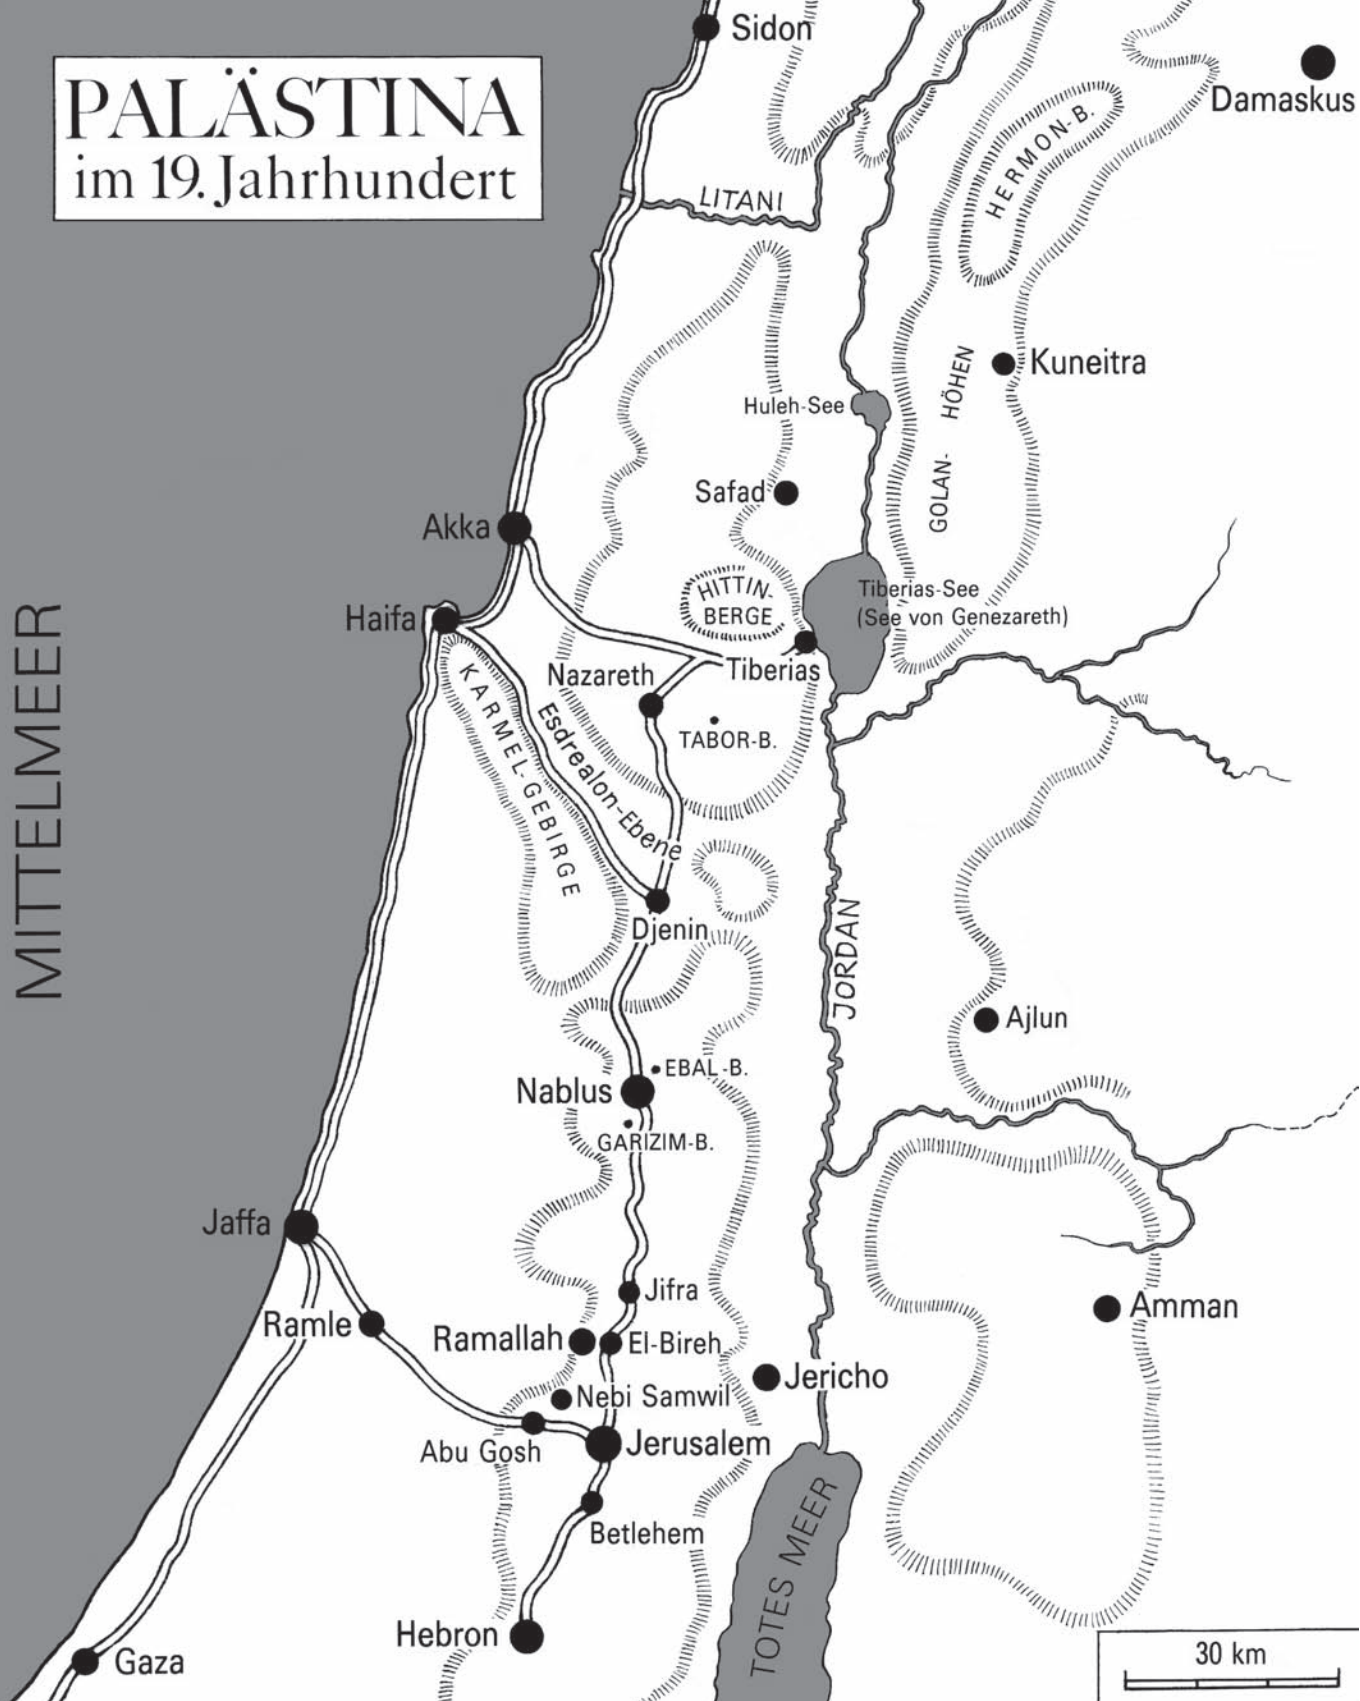 Sidon
PALÄSTINA
im 19. Jahrhundert
Damaskus
HERMON-B.
LITANI
Kuneitra
GOLAN-
HÖHEN
Huleh-See
Safad
Akka
HITTIN-
BERGE
Tiberias-See
(See von Genezareth)
Haifa
Tiberias
Nazareth
TABOR-B.
KARMEL-GEBIRGE
Esdrealon-Ebene
MITTELMEER
Djenin
JORDAN
Ajlun
EBAL-B.
Nablus
GARIZIM-B.
Jaffa
Jifra
Amman
Ramle
Ramallah
El-Bireh
Jericho
Nebi Samwil
Abu Gosh
Jerusalem
Betlehem
TOTES MEER
Hebron
Gaza
30 km